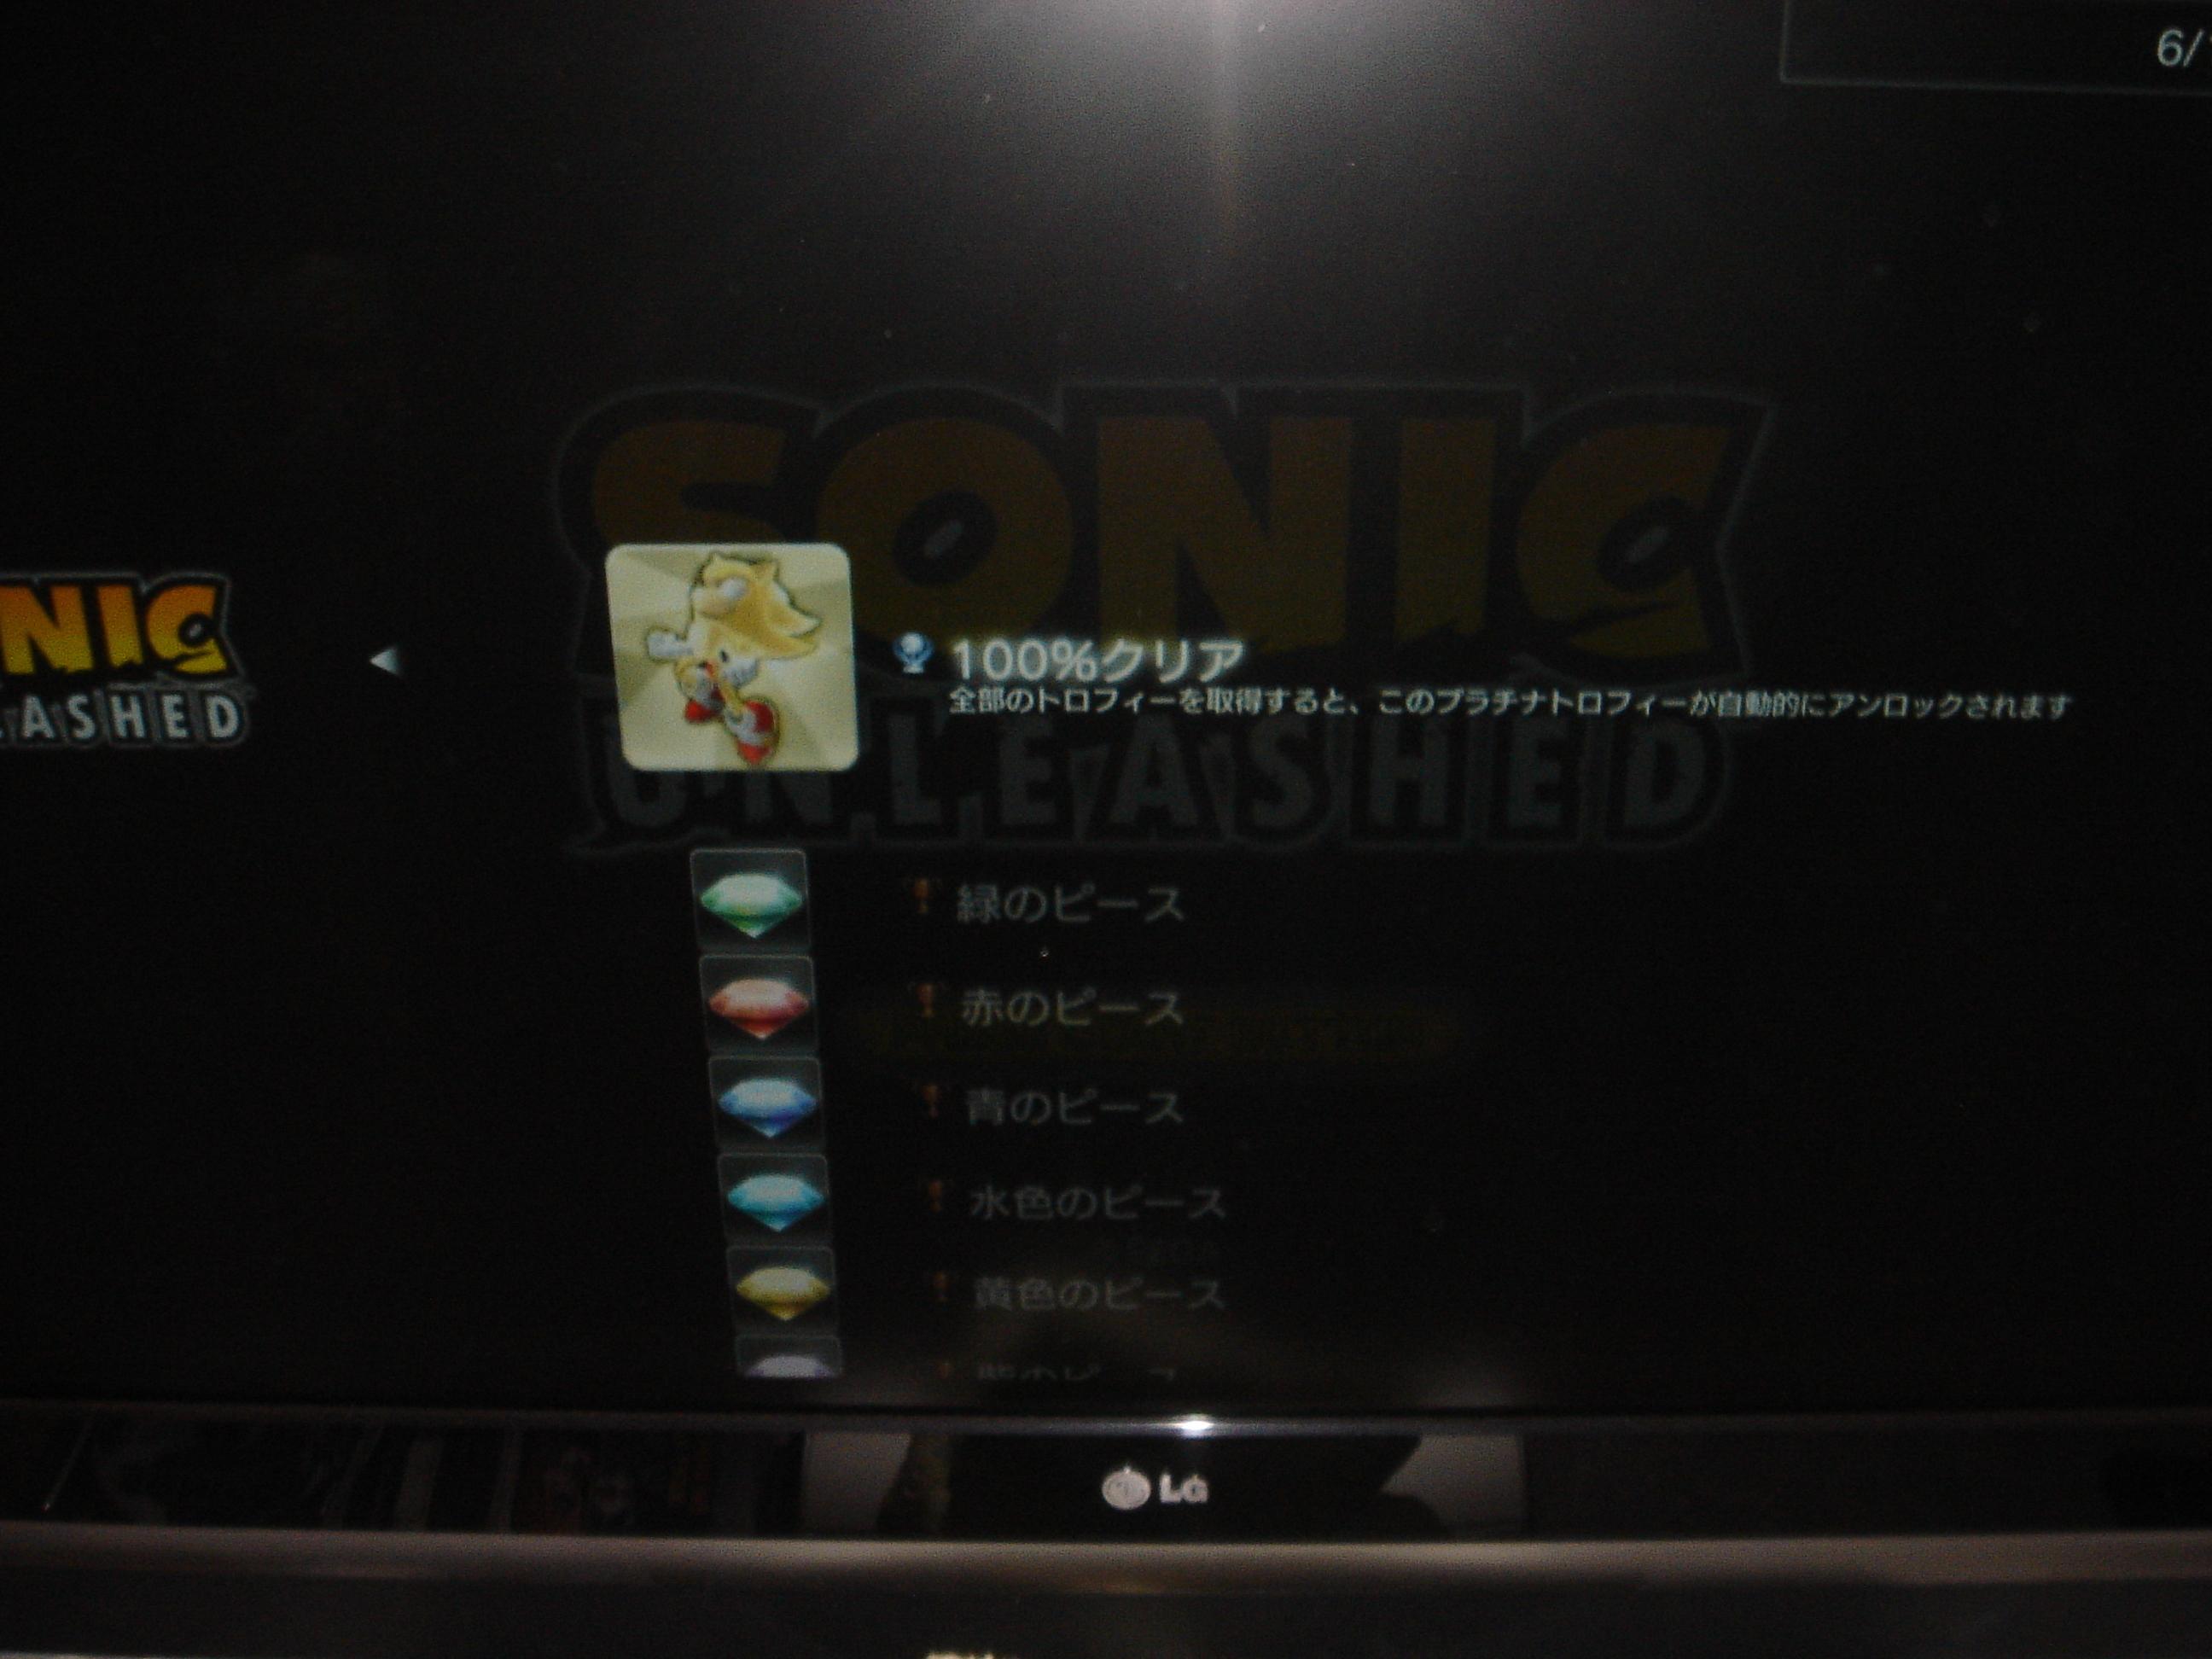 6/
SONIC
NIC
LEASHED
100%クリア
全部のトロフィーを取得すると、このプラチナトロフィーが自動的にアンロックされます
UNLEASHED
緑のピース
赤のピース
青のピース
水色のピース
黄色のピース
LG